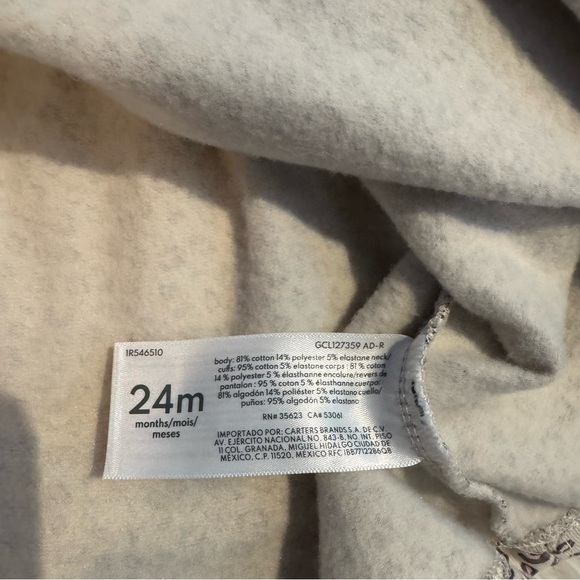 1R546510
GCL127359 AD-R
body: 81% cotton 14% polyester 5% elastane neck/
cuffs: 95% cotton 5% elastane corps : 81 % coton
14 % polyester 5 % élasthanne encolure/revers de
pantalon : 95 % coton 5 % élasthanne cuerpo:
81% algodón 14% poliéster 5% elastano cuello/
puños: 95% algodón 5% elastano
24m
months/mois/
meses
RN# 35623 CA# 53061
IMPORTADO POR: CARTERS BRANDS S.A. DE C.V.
AV. EJÉRCITO NACIONAL NO. 843-B, NO. INT. PISO
11 COL. GRANADA, MIGUEL HIDALGO CIUDAD DE
MÉXICO, C.P. 11520, MÉXICO RFC IBB7712286Q8